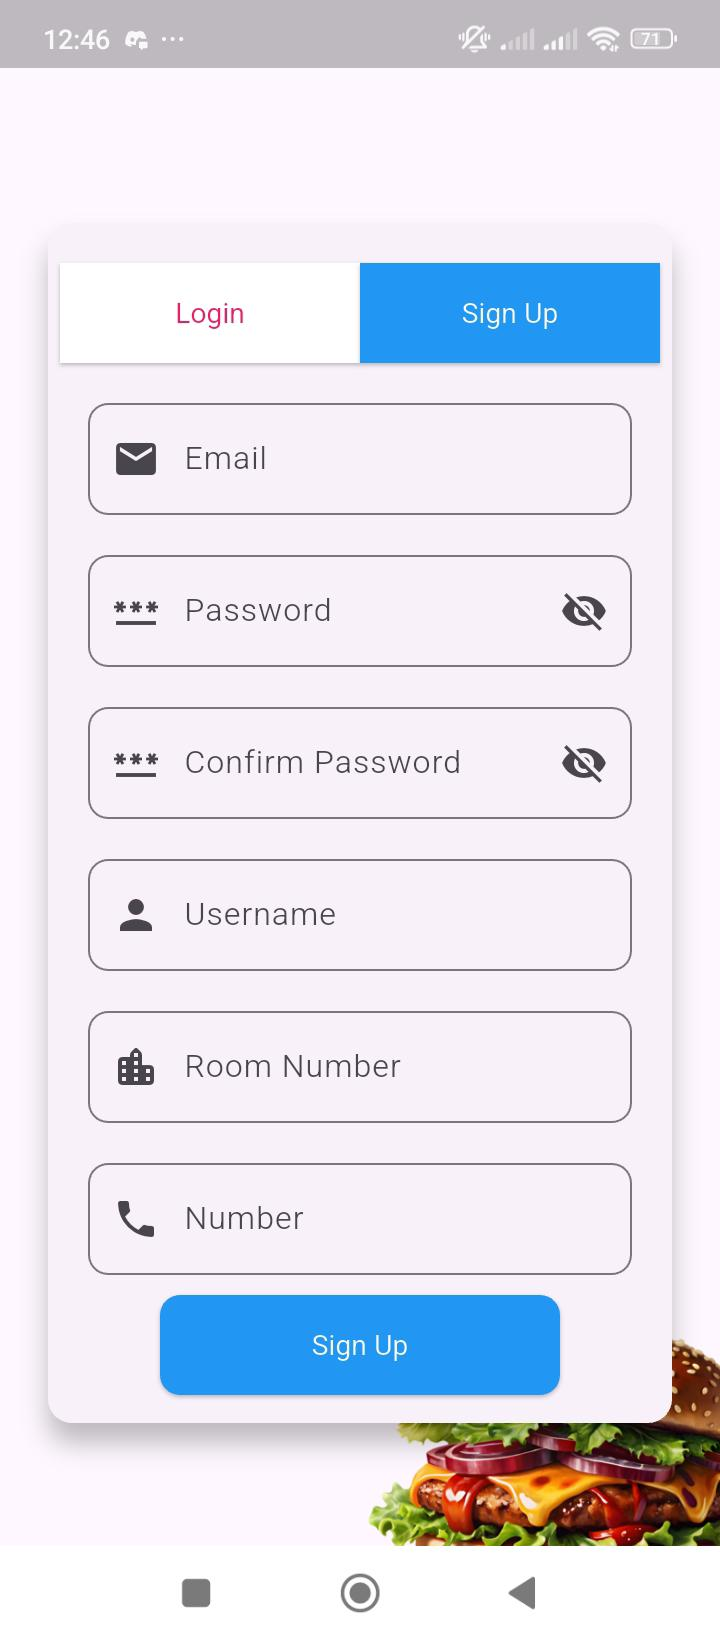 12:46
71
Login
Sign Up
Email
Password
Confirm Password
Username
Room Number
Number
Sign Up